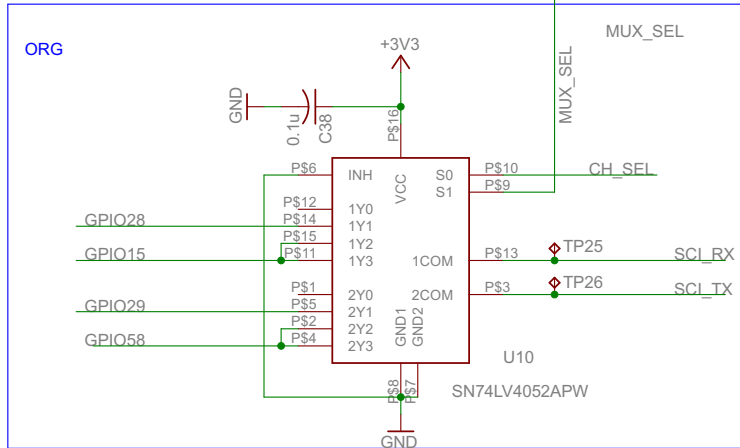 ORG
MUX_SEL
+3V3
MUX_SEL
GND
0.1u
C38
P$16
P$6
INH
VCC
S0
P$10
CH_SEL
S1
P$9
P$12
1Y0
GPIO28
P$14
1Y1
P$15
1Y2
TP25
GPIO15
P$11
1Y3
1COM
P$13
SCI_RX
TP26
P$1
2Y0
2COM
P$3
SCI_TX
GPIO29
P$5
2Y1
P$2
2Y2
GPIO58
P$4
2Y3
GND1
GND2
U10
P$8
P$7
SN74LV4052APW
GND